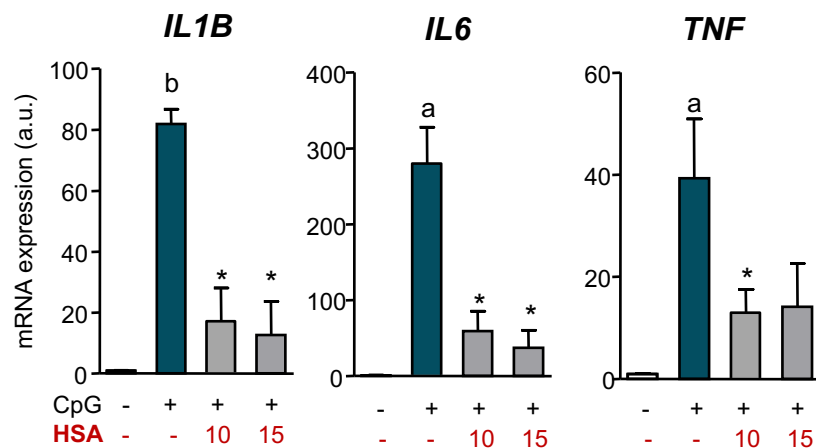 IL1B IL6 TNF
mRNA expression (a.u.)
100
80
60
40
20
0
b
*
*
400
300
200
100
0
a
*
*
60
40
20
0
a
*
CpG - + + + - + + + - + + +
HSA - - 10 15 - - 10 15 - - 10 15